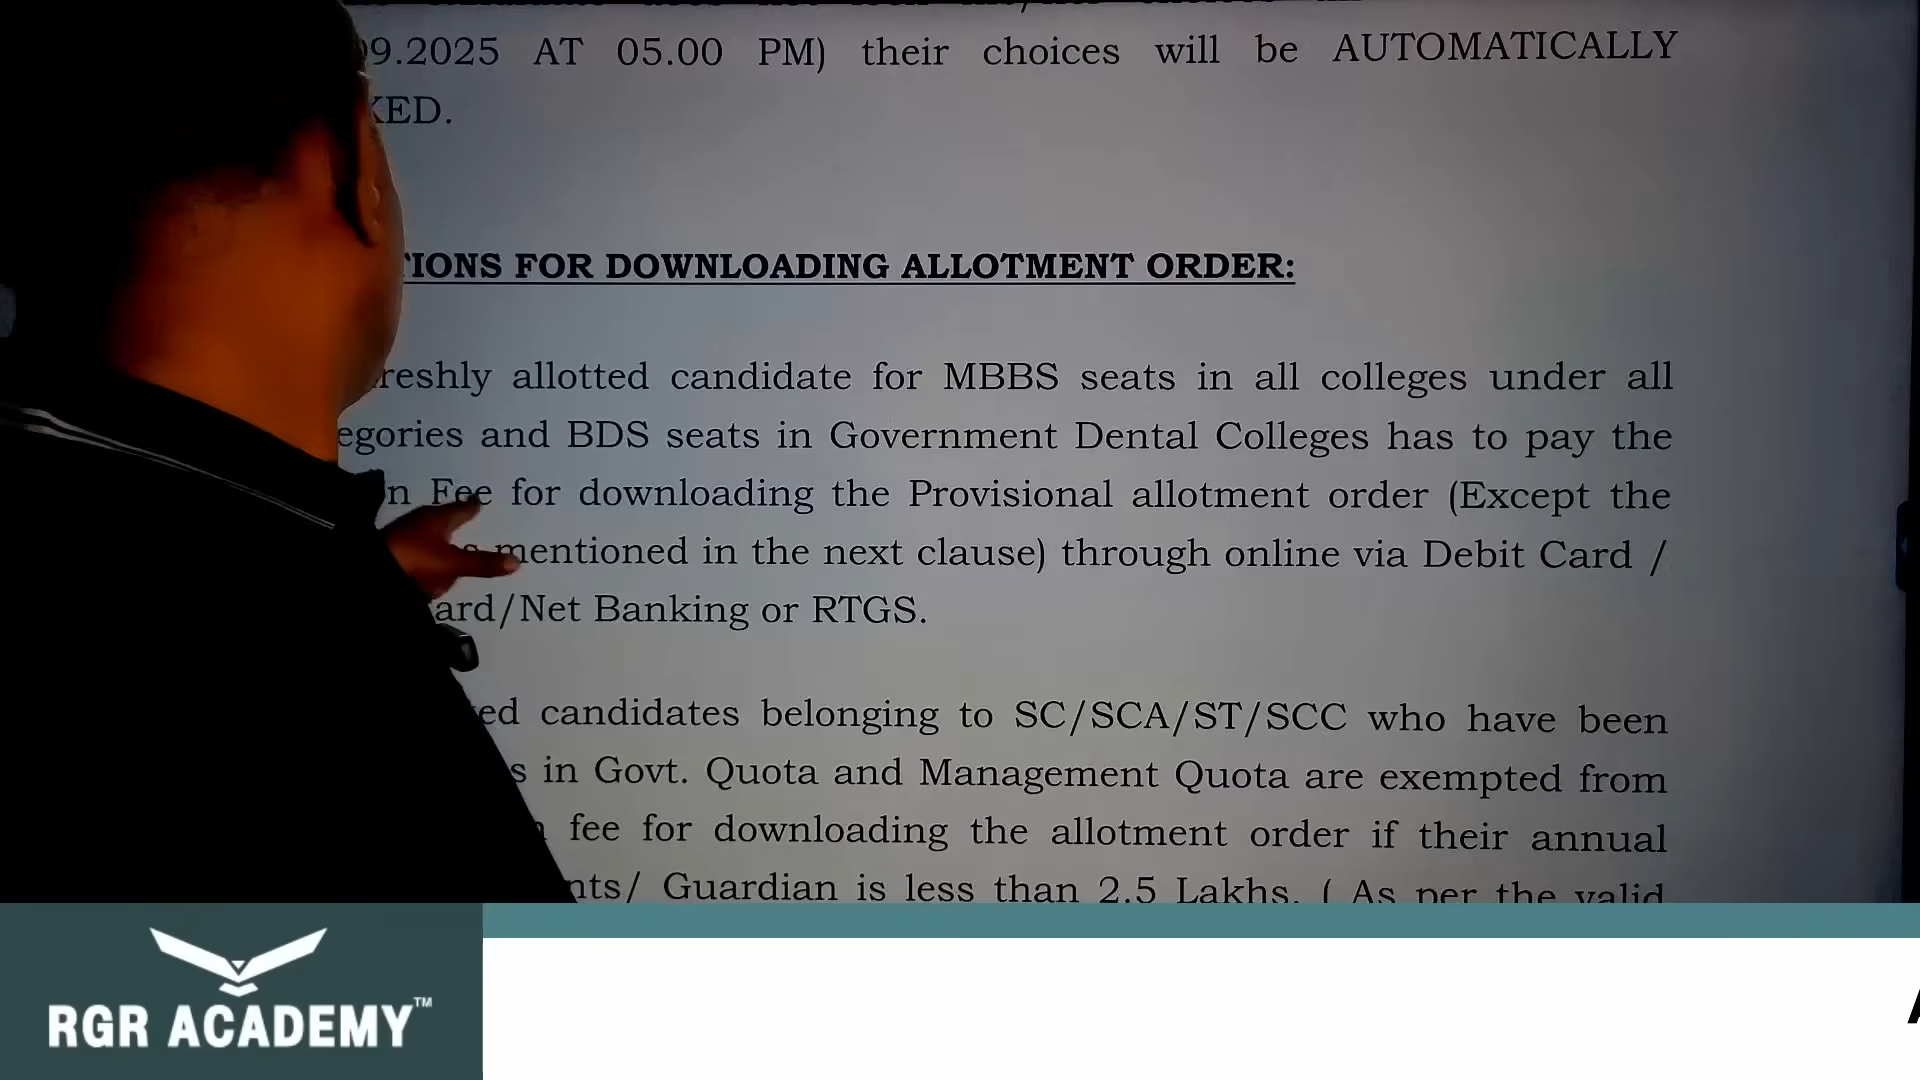 09.2025 AT 05.00 PM) their choices will be AUTOMATICALLY
KED.
TIONS FOR DOWNLOADING ALLOTMENT ORDER:
reshly allotted candidate for MBBS seats in all colleges under all
egories and BDS seats in Government Dental Colleges has to pay the
n Fee for downloading the Provisional allotment order (Except the
mentioned in the next clause) through online via Debit Card /
ard/Net Banking or RTGS.
ed candidates belonging to SC/SCA/ST/SCC who have been
s in Govt. Quota and Management Quota are exempted from
n fee for downloading the allotment order if their annual
nts/ Guardian is less than 2.5 Lakhs. ( As per the valid
RGR ACADEMY™